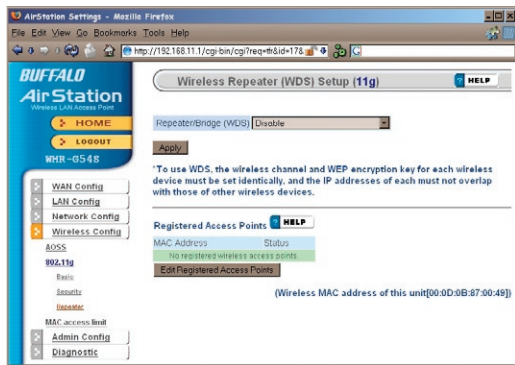 AirStation Settings - Mozilla Firefox
File Edit View Go Bookmarks Tools Help
http://192.168.11.1/cgi-bin/cgi?req=tfr&id=17&
BUFFALO
AirStation
Wireless LAN Access Point
HOME
LOGOUT
WHR-G54S
WAN Config
LAN Config
Network Config
Wireless Config
AOSS
802.11g
Basic
Security
Repeater
MAC access limit
Admin Config
Diagnostic
Wireless Repeater (WDS) Setup (11g)
HELP
Repeater/Bridge (WDS) Disable
Apply
*To use WDS, the wireless channel and WEP encryption key for each wireless
device must be set identically, and the IP addresses of each must not overlap
with those of other wireless devices.
Registered Access Points HELP
MAC Address Status
No registered wireless access points.
Edit Registered Access Points
(Wireless MAC address of this unit[00:0D:0B:87:00:49])